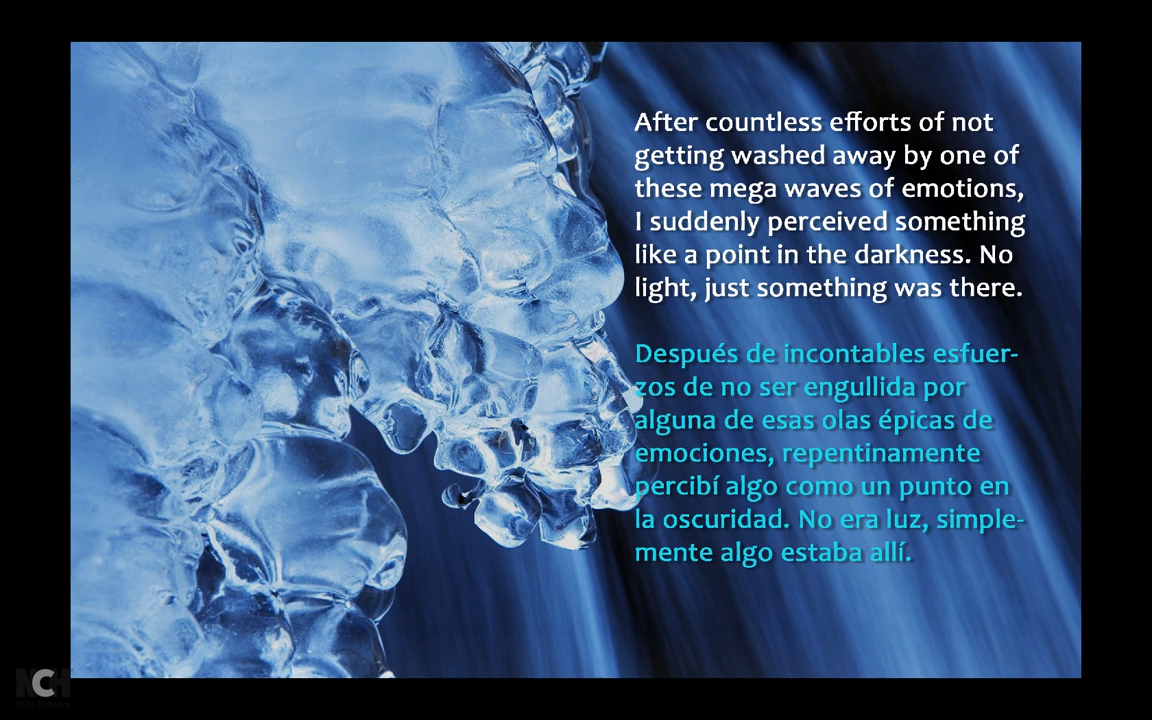 After countless efforts of not
getting washed away by one of
these mega waves of emotions,
I suddenly perceived something
like a point in the darkness. No
light, just something was there.
Después de incontables esfuer-
zos de no ser engullida por
alguna de esas olas épicas de
emociones, repentinamente
percibí algo como un punto en
la oscuridad. No era luz, simple-
mente algo estaba allí.
NCH
NCH Software